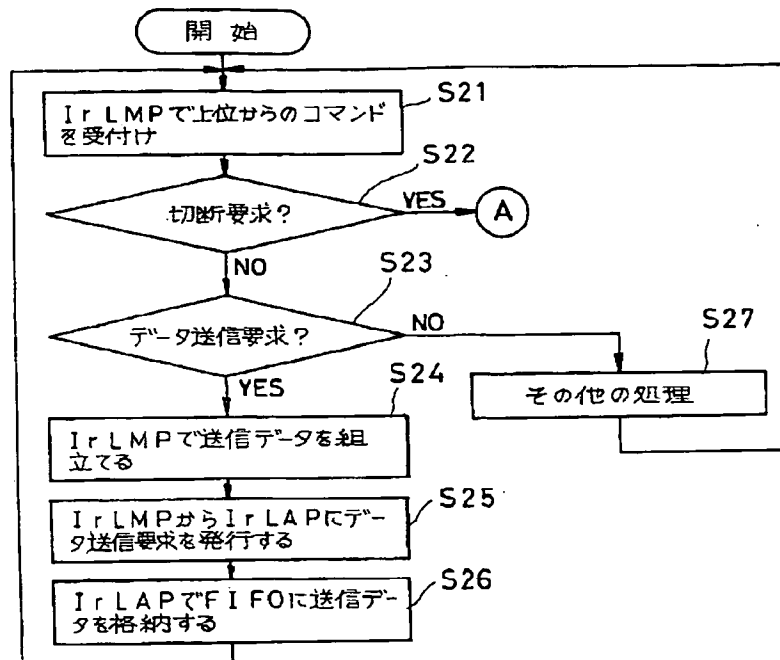 開始
S21
IrLMPで上位からのコマンド
を受付け
S22
切断要求?
YES
A
NO
S23
データ送信要求?
NO
S27
その他の処理
YES
S24
IrLMPで送信データを組
立てる
S25
IrLMPからIrLAPにデー
タ送信要求を発行する
S26
IrLAPでFIFOに送信デー
タを格納する